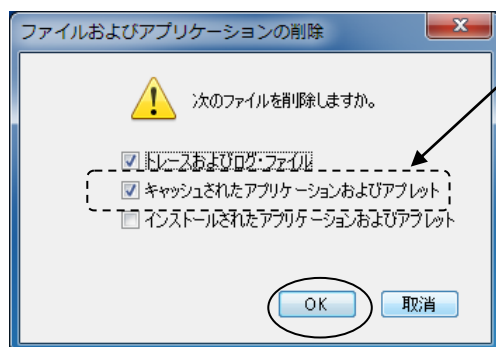 ファイルおよびアプリケーションの削除
次のファイルを削除しますか。
トレースおよびログ・ファイル
キャッシュされたアプリケーションおよびアプレット
インストールされたアプリケーションおよびアプレット
OK
取消